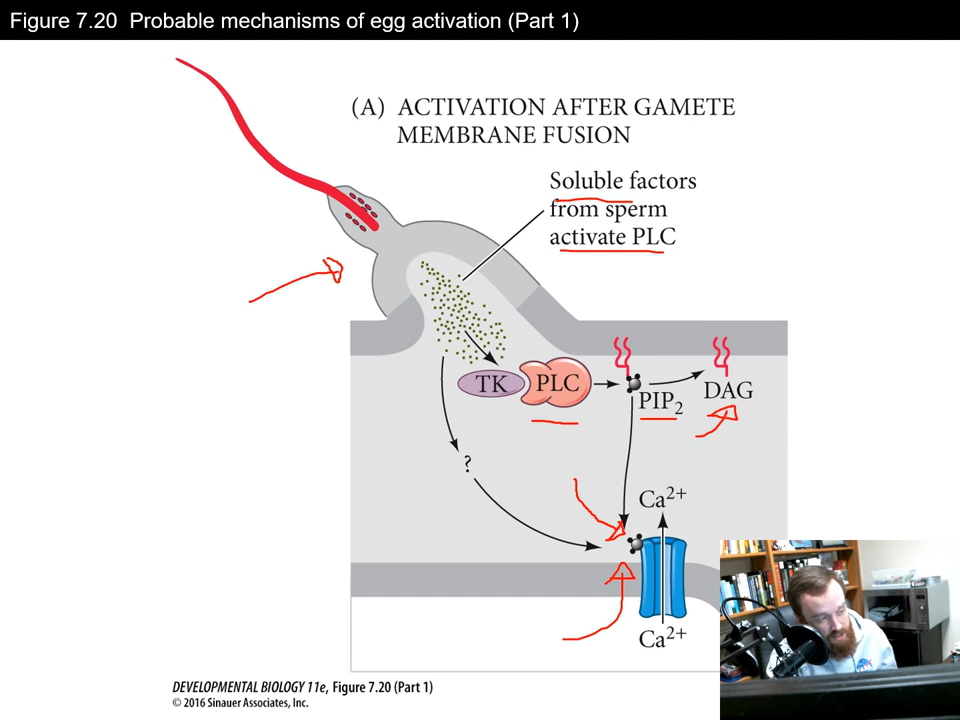 Figure 7.20 Probable mechanisms of egg activation (Part 1)
(A) ACTIVATION AFTER GAMETE
MEMBRANE FUSION
Soluble factors
from sperm
activate PLC
TK PLC
PIP2
DAG
?
Ca2+
Ca2+
DEVELOPMENTAL BIOLOGY 11e, Figure 7.20 (Part 1)
© 2016 Sinauer Associates, Inc.